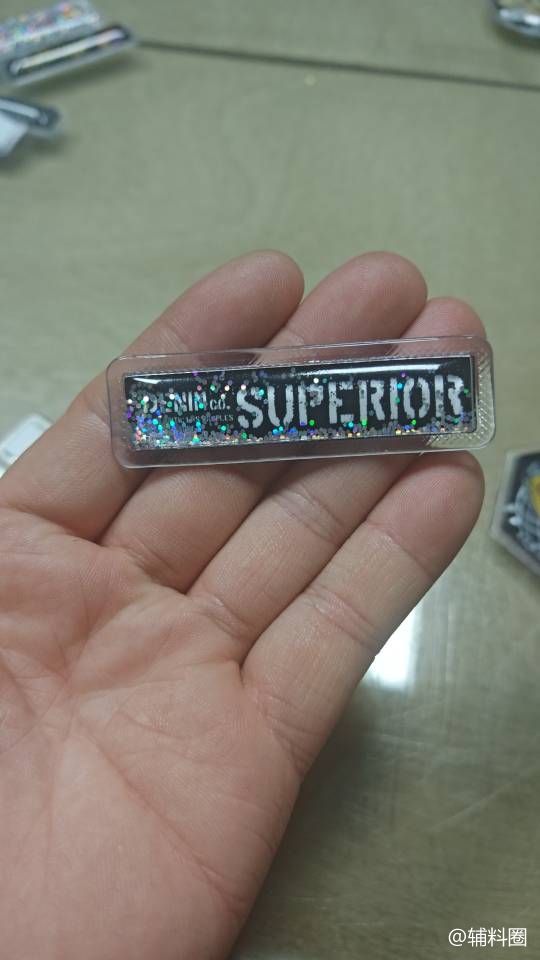 DENIM CO.
SUPERIOR
@辅料圈